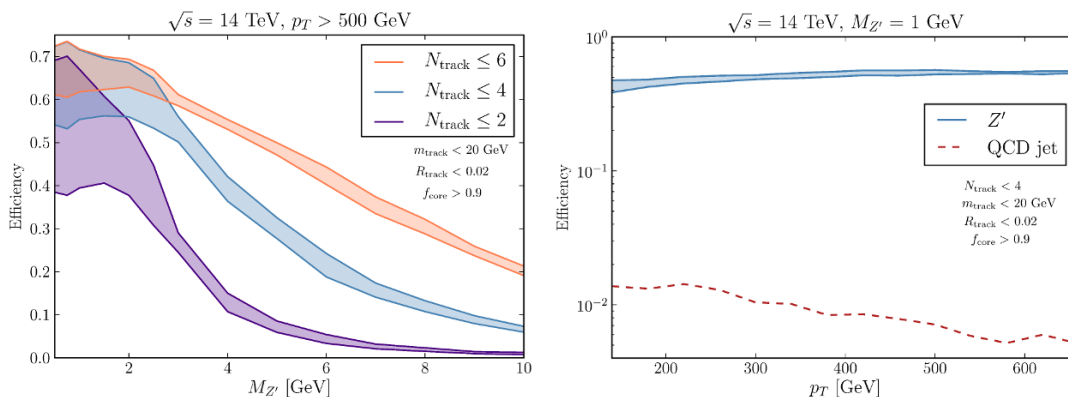 √s = 14 TeV, p_T > 500 GeV
Efficiency
0.7
0.6
0.5
0.4
0.3
0.2
0.1
0.0
N_track ≤ 6
N_track ≤ 4
N_track ≤ 2
m_track < 20 GeV
R_track < 0.02
f_core > 0.9
2 4 6 8 10
M_Z′ [GeV]
√s = 14 TeV, M_Z′ = 1 GeV
Efficiency
10^0
10^−1
10^−2
Z′
QCD jet
N_track < 4
m_track < 20 GeV
R_track < 0.02
f_core > 0.9
200 300 400 500 600
p_T [GeV]